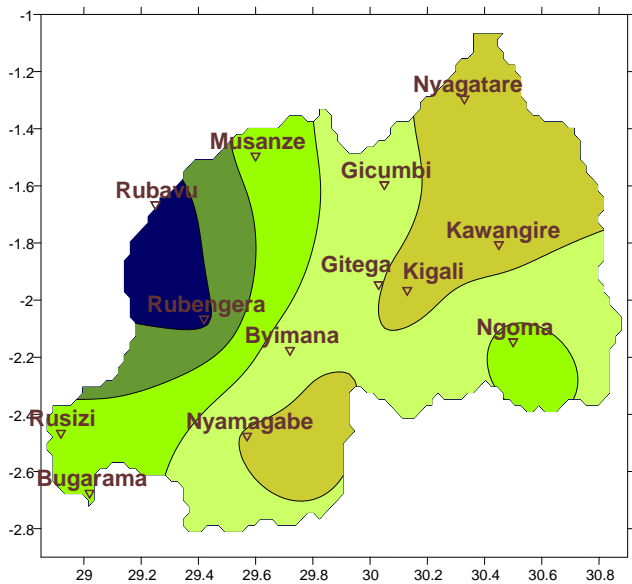 -1
-1.2
-1.4
-1.6
-1.8
-2
-2.2
-2.4
-2.6
-2.8
Nyagatare
Musanze
Gicumbi
Rubavu
Kawangire
Gitega
Kigali
Rubengera
Ngoma
Byimana
Rusizi
Nyamagabe
Bugarama
29 29.2 29.4 29.6 29.8 30 30.2 30.4 30.6 30.8